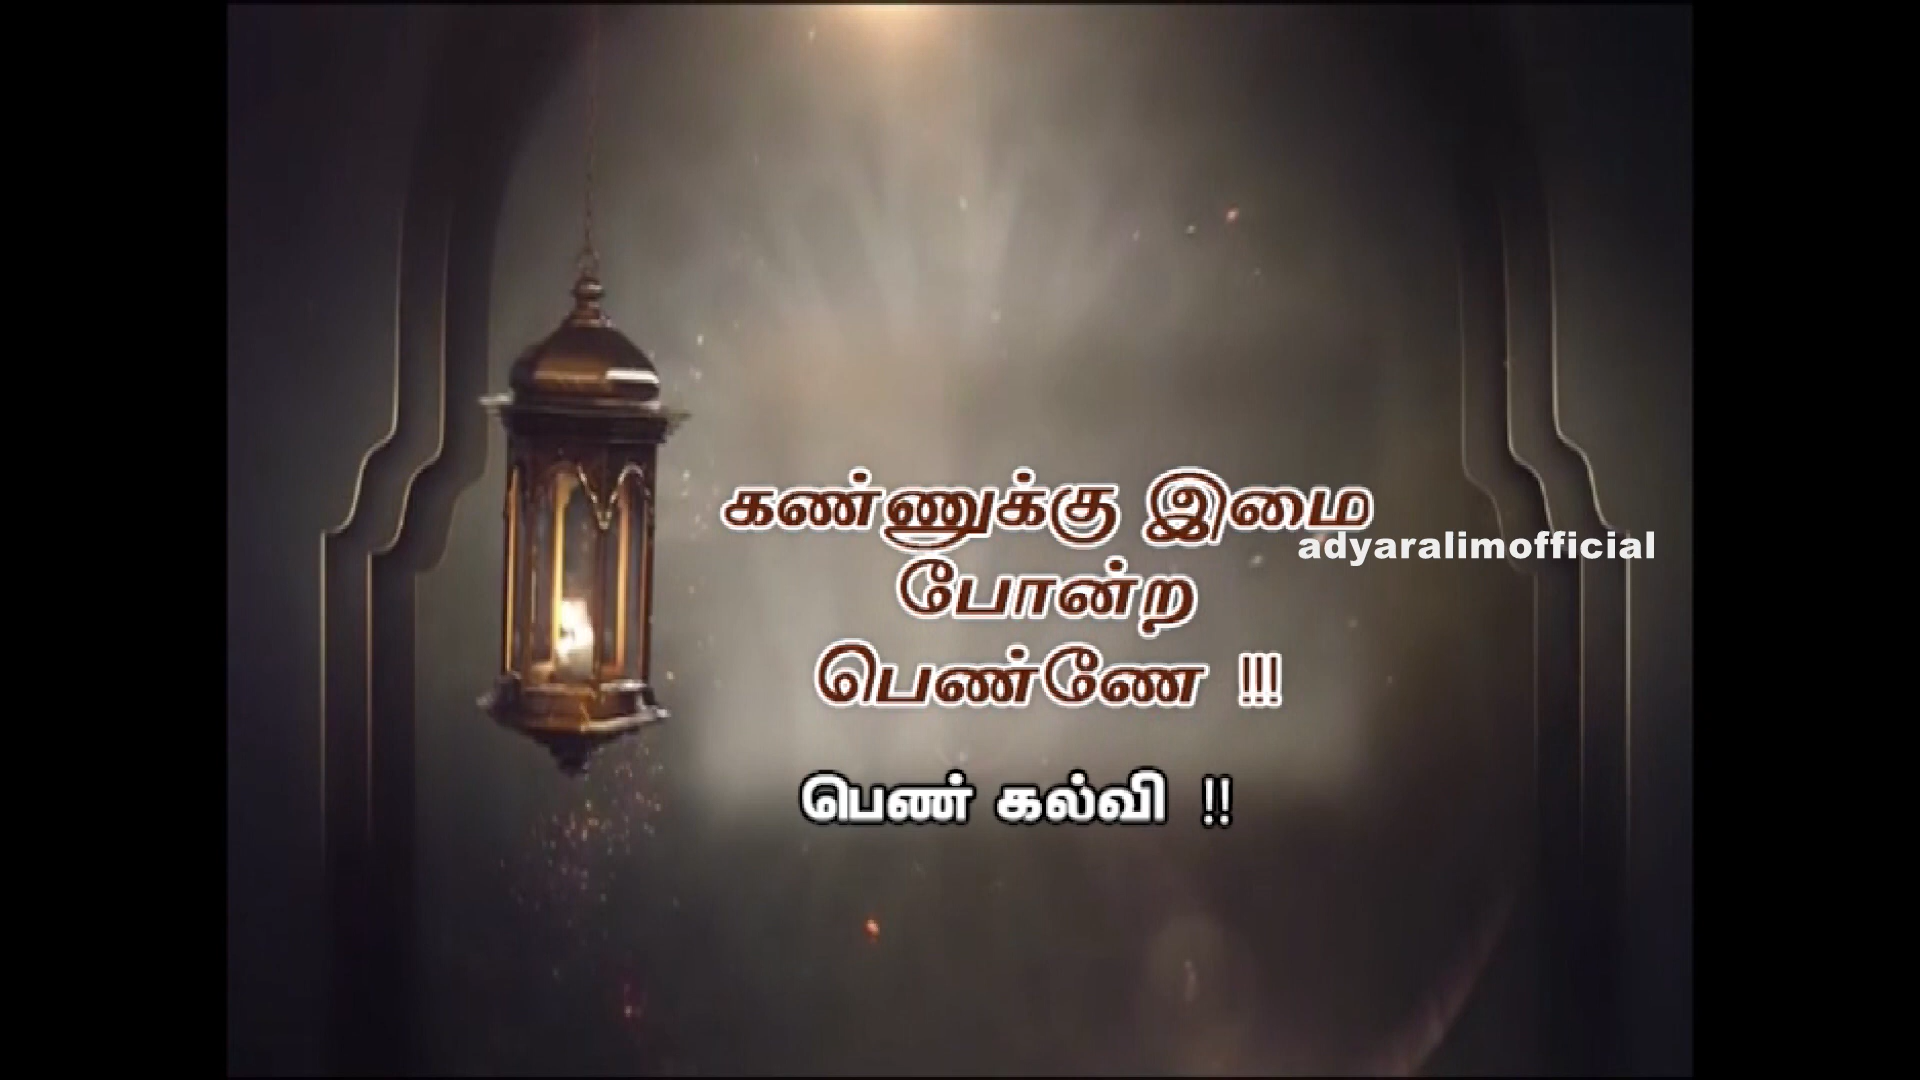 கண்ணுக்கு இமை
adyaralimofficial
போன்ற
பெண்ணே !!!
பெண் கல்வி !!